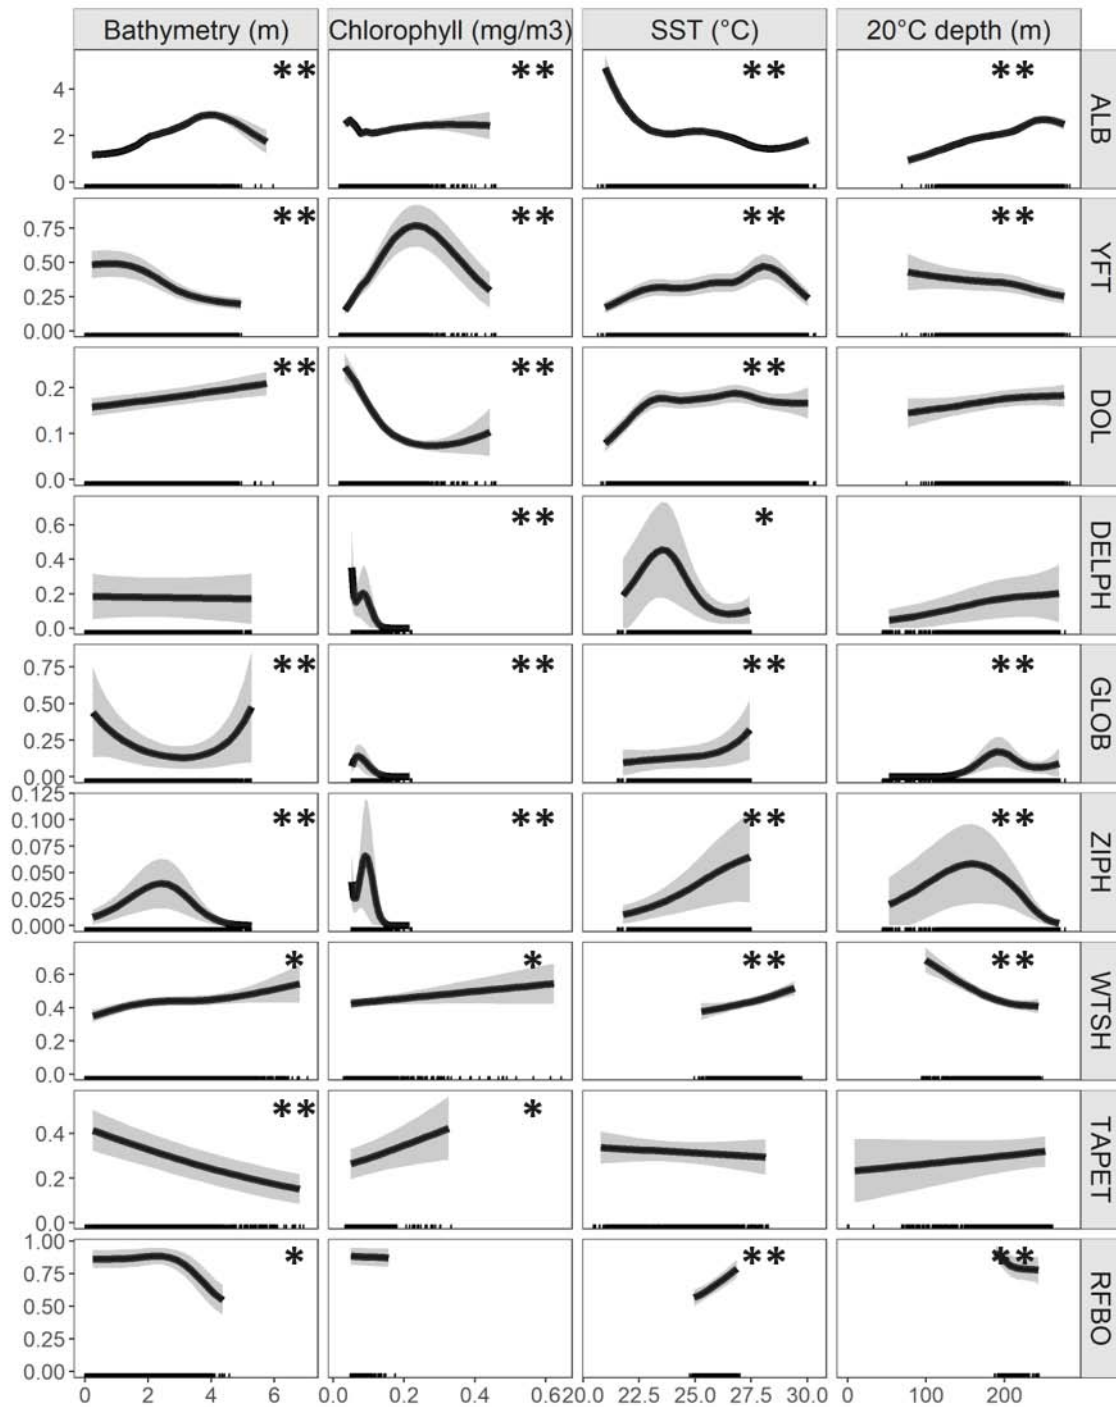 Bathymetry (m) Chlorophyll (mg/m3) SST (°C) 20°C depth (m)
** ** ** **
4
2
0
ALB
** ** ** **
0.75
0.50
0.25
0.00
YFT
** ** **
0.2
0.1
0.0
DOL
** *
0.6
0.4
0.2
0.0
DELPH
** ** ** **
0.75
0.50
0.25
0.00
GLOB
** ** ** **
0.125
0.100
0.075
0.050
0.025
0.000
ZIPH
* * ** **
0.6
0.4
0.2
0.0
WTSH
** *
0.4
0.2
0.0
TAPET
* ** **
1.00
0.75
0.50
0.25
0.00
RFBO
0 2 4 6 0.0 0.2 0.4 0.620.0 22.5 25.0 27.5 30.0 0 100 200